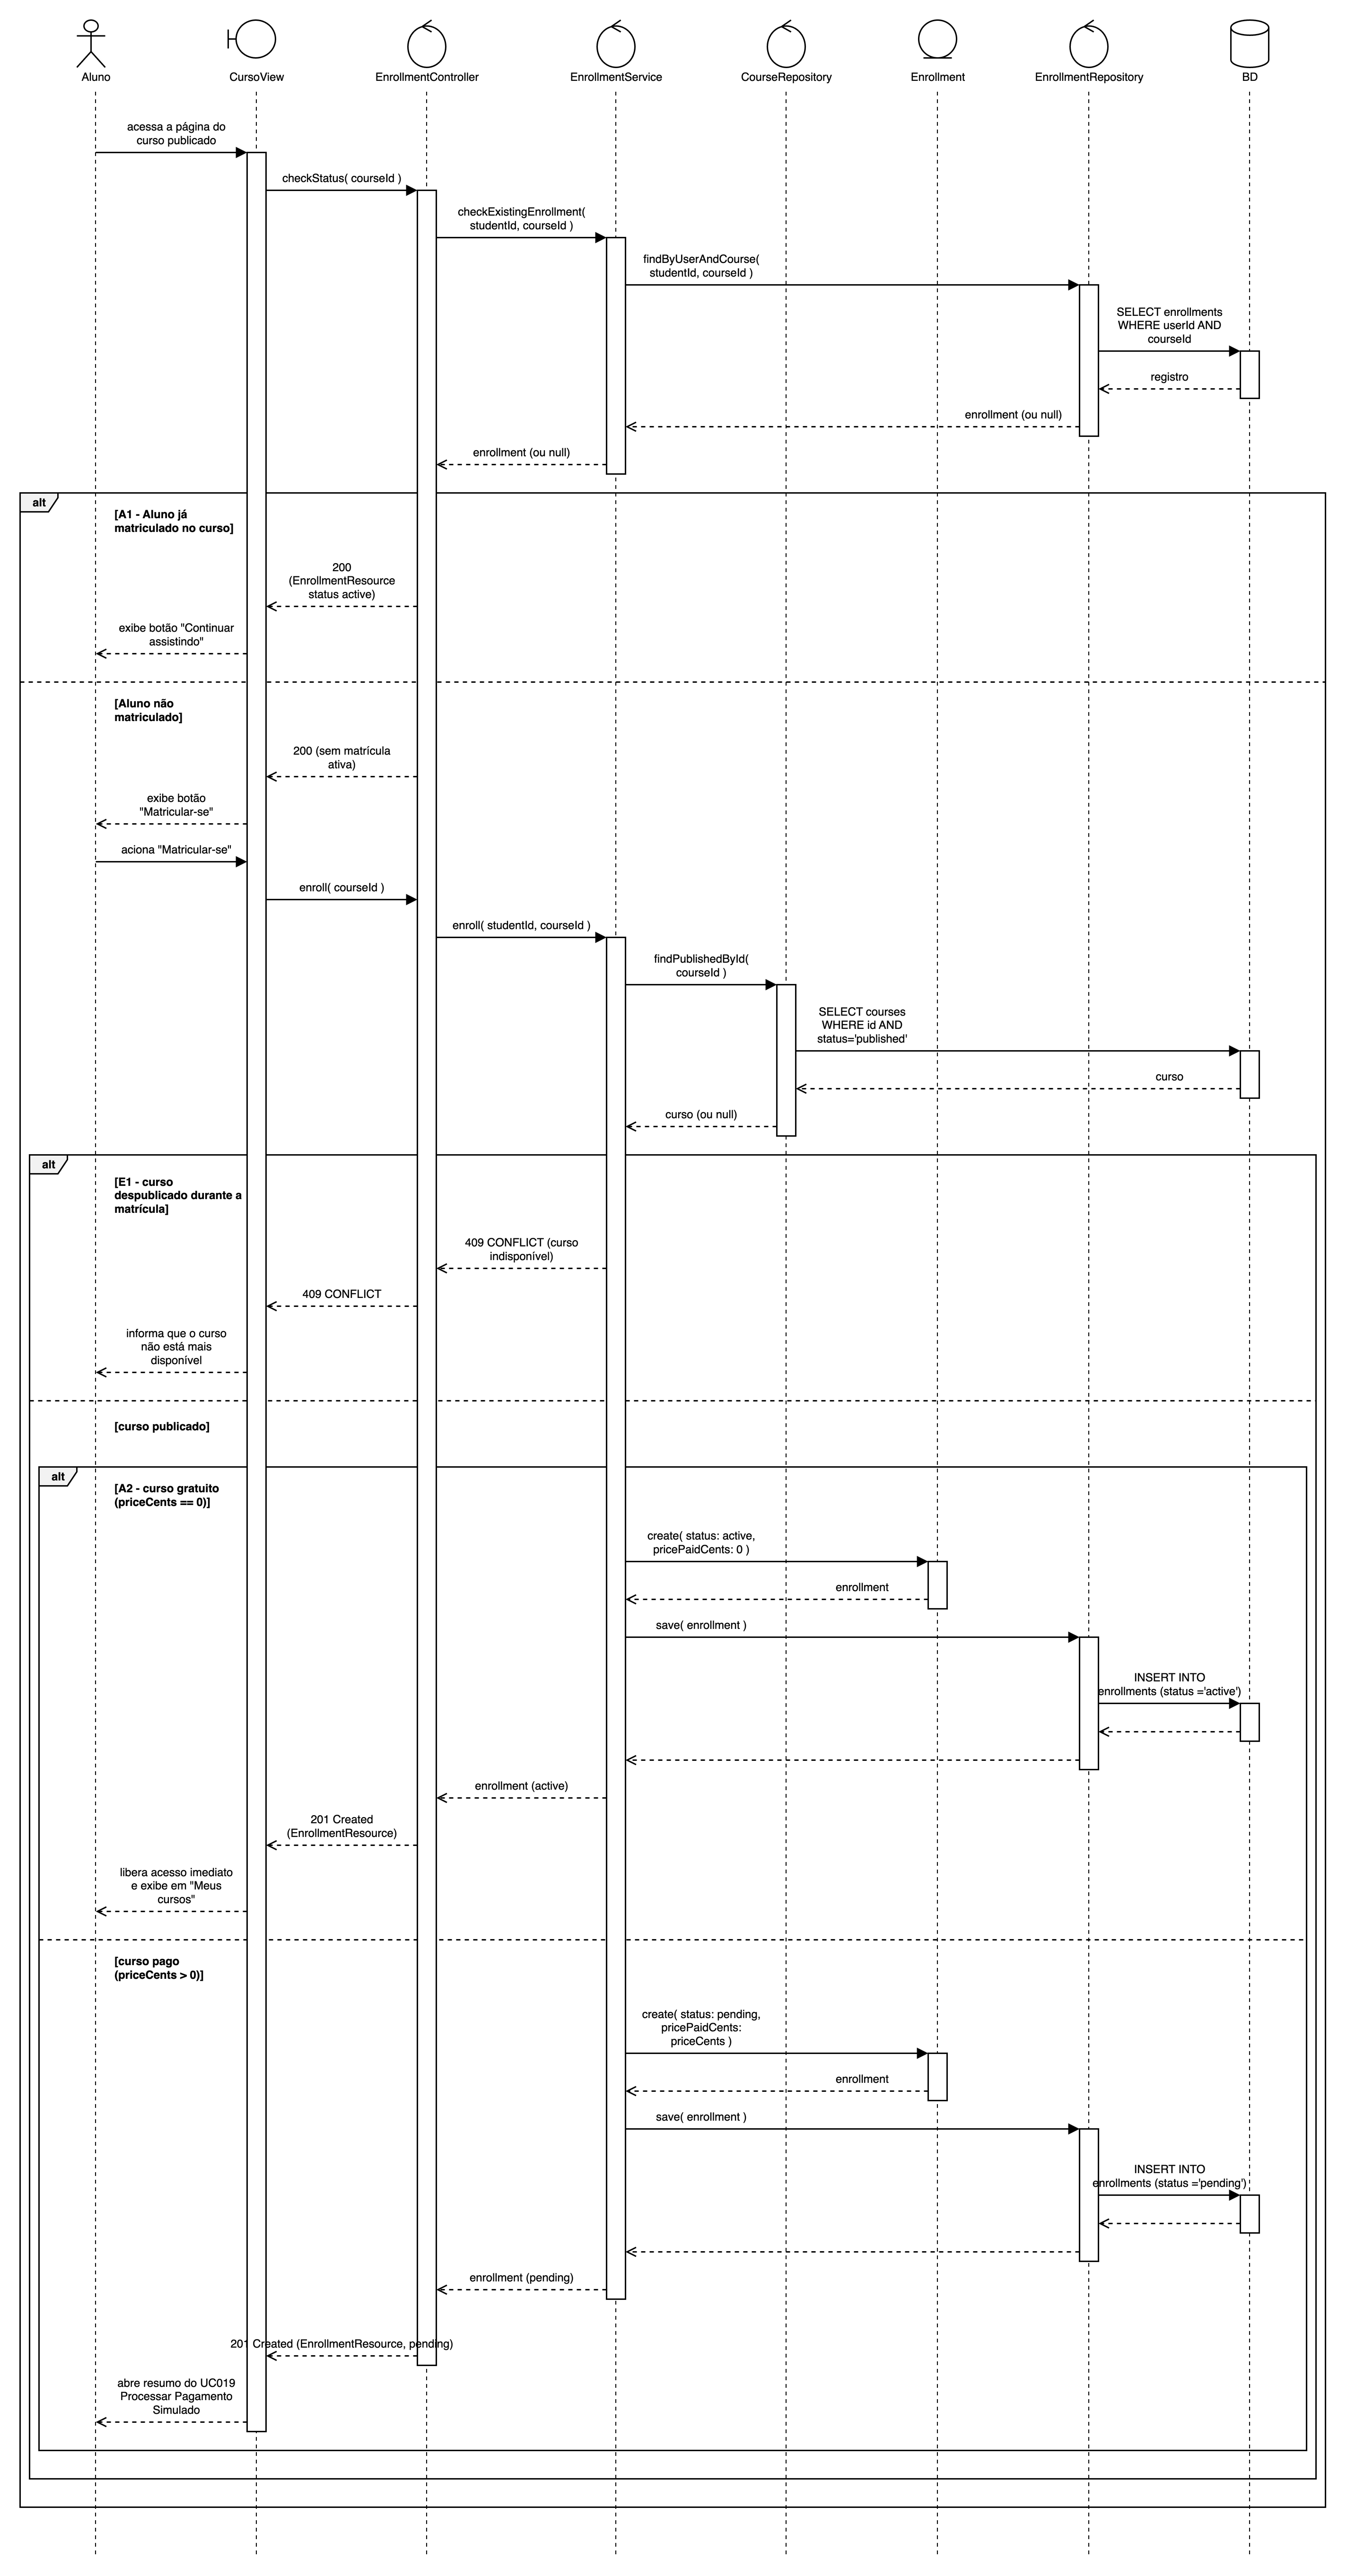 Aluno
CursoView
EnrollmentController
EnrollmentService
CourseRepository
Enrollment
EnrollmentRepository
BD
acessa a página do
curso publicado
checkStatus( courseId )
checkExistingEnrollment(
studentId, courseId )
findByUserAndCourse(
studentId, courseId )
SELECT enrollments
WHERE userId AND
courseId
registro
enrollment (ou null)
enrollment (ou null)
alt
[A1 - Aluno já
matriculado no curso]
200
(EnrollmentResource
status active)
exibe botão "Continuar
assistindo"
[Aluno não
matriculado]
200 (sem matrícula
ativa)
exibe botão
"Matricular-se"
aciona "Matricular-se"
enroll( courseId )
enroll( studentId, courseId )
findPublishedById(
courseId )
SELECT courses
WHERE id AND
status='published'
curso
curso (ou null)
alt
[E1 - curso
despublicado durante a
matrícula]
409 CONFLICT (curso
indisponível)
409 CONFLICT
informa que o curso
não está mais
disponível
[curso publicado]
alt
[A2 - curso gratuito
(priceCents == 0)]
create( status: active,
pricePaidCents: 0 )
enrollment
save( enrollment )
INSERT INTO
enrollments (status ='active')
enrollment (active)
201 Created
(EnrollmentResource)
libera acesso imediato
e exibe em "Meus
cursos"
[curso pago
(priceCents > 0)]
create( status: pending,
pricePaidCents:
priceCents )
enrollment
save( enrollment )
INSERT INTO
enrollments (status ='pending')
enrollment (pending)
201 Created (EnrollmentResource, pending)
abre resumo do UC019
Processar Pagamento
Simulado